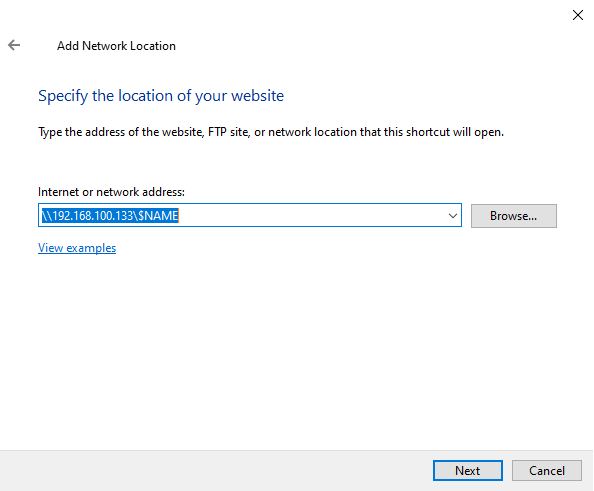 Add Network Location
Specify the location of your website
Type the address of the website, FTP site, or network location that this shortcut will open.
Internet or network address:
\\192.168.100.133\$NAME
Browse...
View examples
Next
Cancel